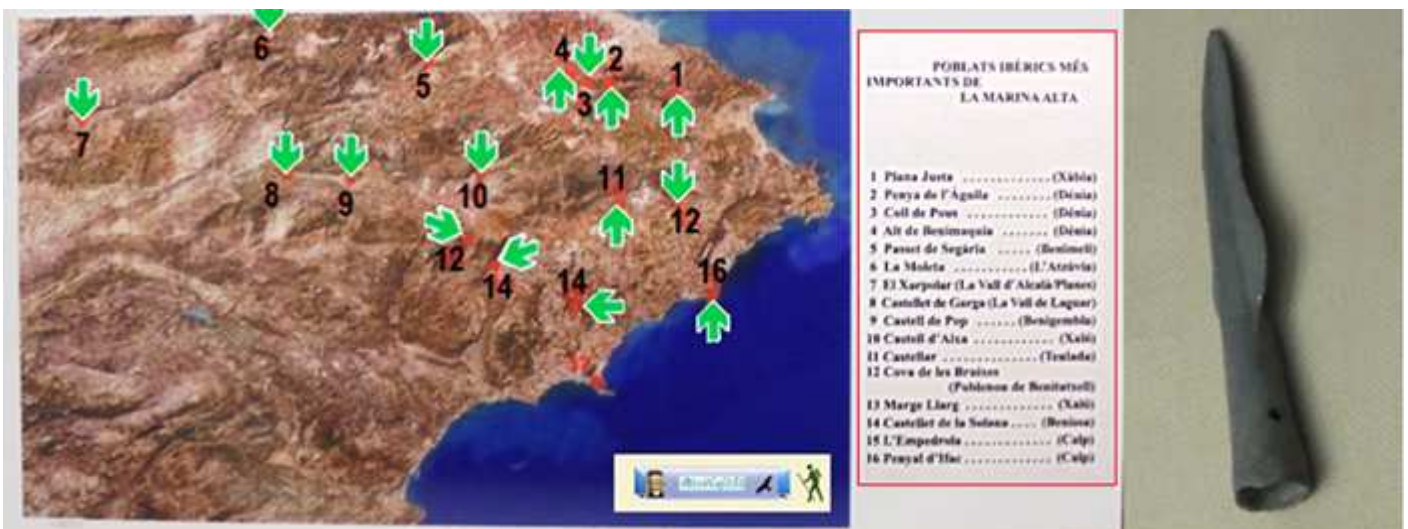 6
4
2
5
1
3
7
8
9
10
11
12
12
14
14
16
POBLATS IBÈRICS MÉS
IMPORTANTS DE
LA MARINA ALTA
1 Plana Justa ............ (Xàbia)
2 Penya de l'Àguila ........ (Dénia)
3 Coll de Pous ............ (Dénia)
4 Alt de Benimaquia ....... (Dénia)
5 Passet de Segària .... (Benimeli)
6 La Moleta ........... (L'Atzúvia)
7 El Xarpolar (La Vall d'Alcalà/Planes)
8 Castellet de Garga (La Vall de Laguar)
9 Castell de Pop ...... (Benigembla)
10 Castell d'Aixa ............ (Xaló)
11 Castellar ............... (Teulada)
12 Cova de les Bruixes
(Poblenou de Benitatxell)
13 Marge Llarg ............. (Xaló)
14 Castellet de la Solana .... (Benissa)
15 L'Empedrola ............. (Calp)
16 Penyal d'Ifac ............. (Calp)